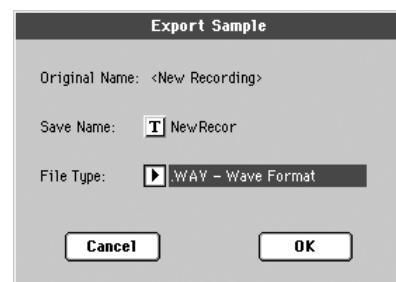 Export Sample
Original Name: <New Recording>
Save Name: T NewRecor
File Type: .WAV – Wave Format
Cancel OK